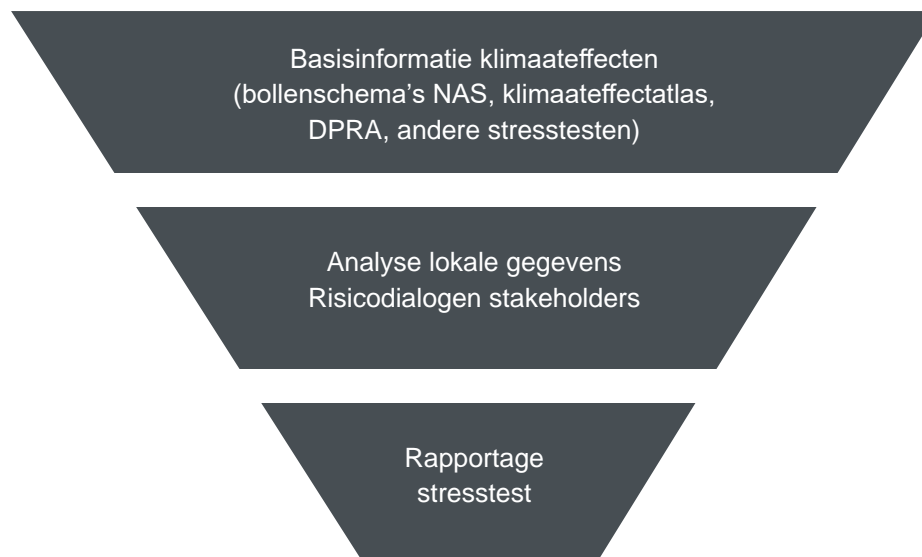 Basisinformatie klimaateffecten
(bollenschema’s NAS, klimaateffectatlas,
DPRA, andere stresstesten)
Analyse lokale gegevens
Risicodialogen stakeholders
Rapportage
stresstest